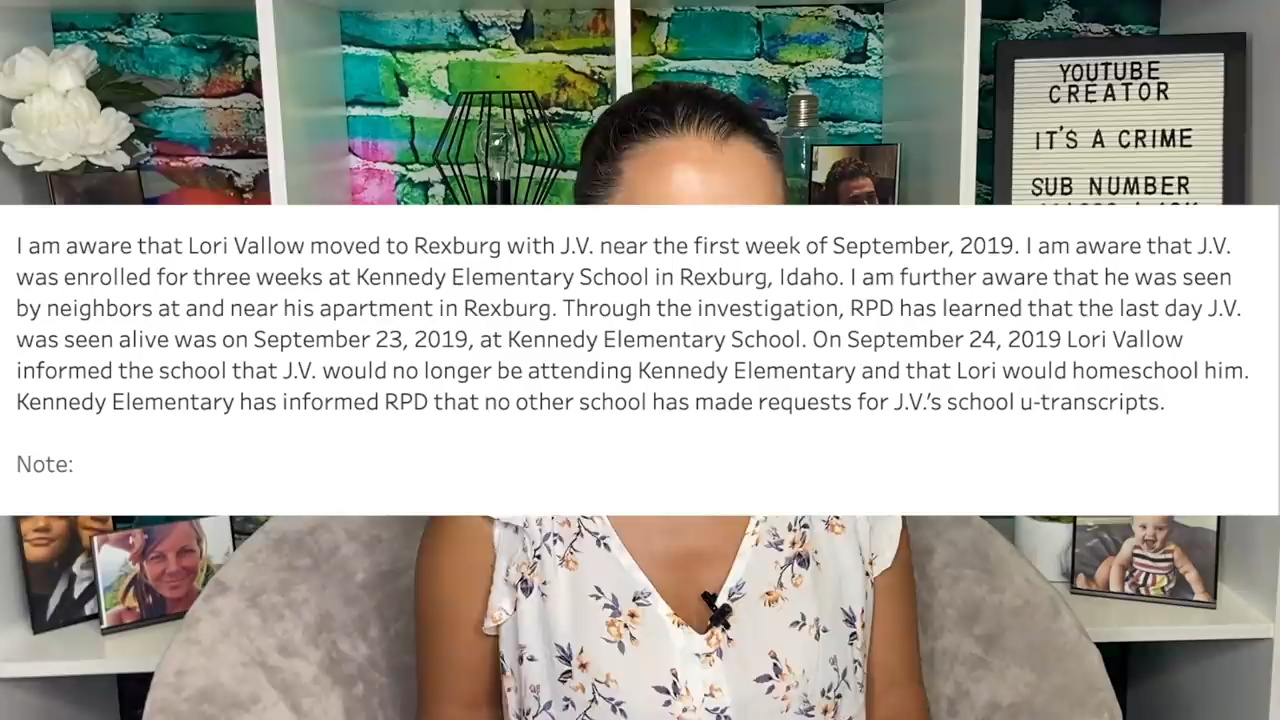 YOUTUBE
CREATOR
IT'S A CRIME
SUB NUMBER
I am aware that Lori Vallow moved to Rexburg with J.V. near the first week of September, 2019. I am aware that J.V.
was enrolled for three weeks at Kennedy Elementary School in Rexburg, Idaho. I am further aware that he was seen
by neighbors at and near his apartment in Rexburg. Through the investigation, RPD has learned that the last day J.V.
was seen alive was on September 23, 2019, at Kennedy Elementary School. On September 24, 2019 Lori Vallow
informed the school that J.V. would no longer be attending Kennedy Elementary and that Lori would homeschool him.
Kennedy Elementary has informed RPD that no other school has made requests for J.V.'s school u-transcripts.
Note: